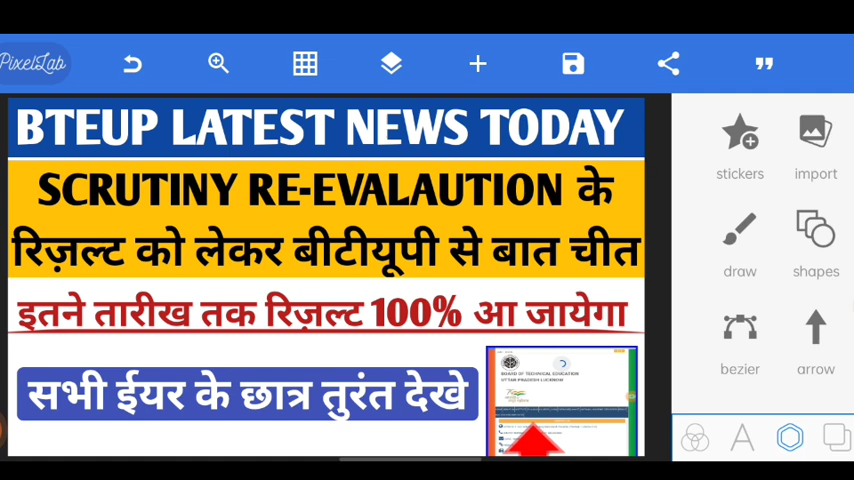 PixelLab
BTEUP LATEST NEWS TODAY
SCRUTINY RE-EVALAUTION के
रिज़ल्ट को लेकर बीटीयूपी से बात चीत
इतने तारीख तक रिज़ल्ट 100% आ जायेगा
सभी ईयर के छात्र तुरंत देखे
BOARD OF TECHNICAL EDUCATION
UTTAR PRADESH LUCKNOW
stickers
import
draw
shapes
bezier
arrow